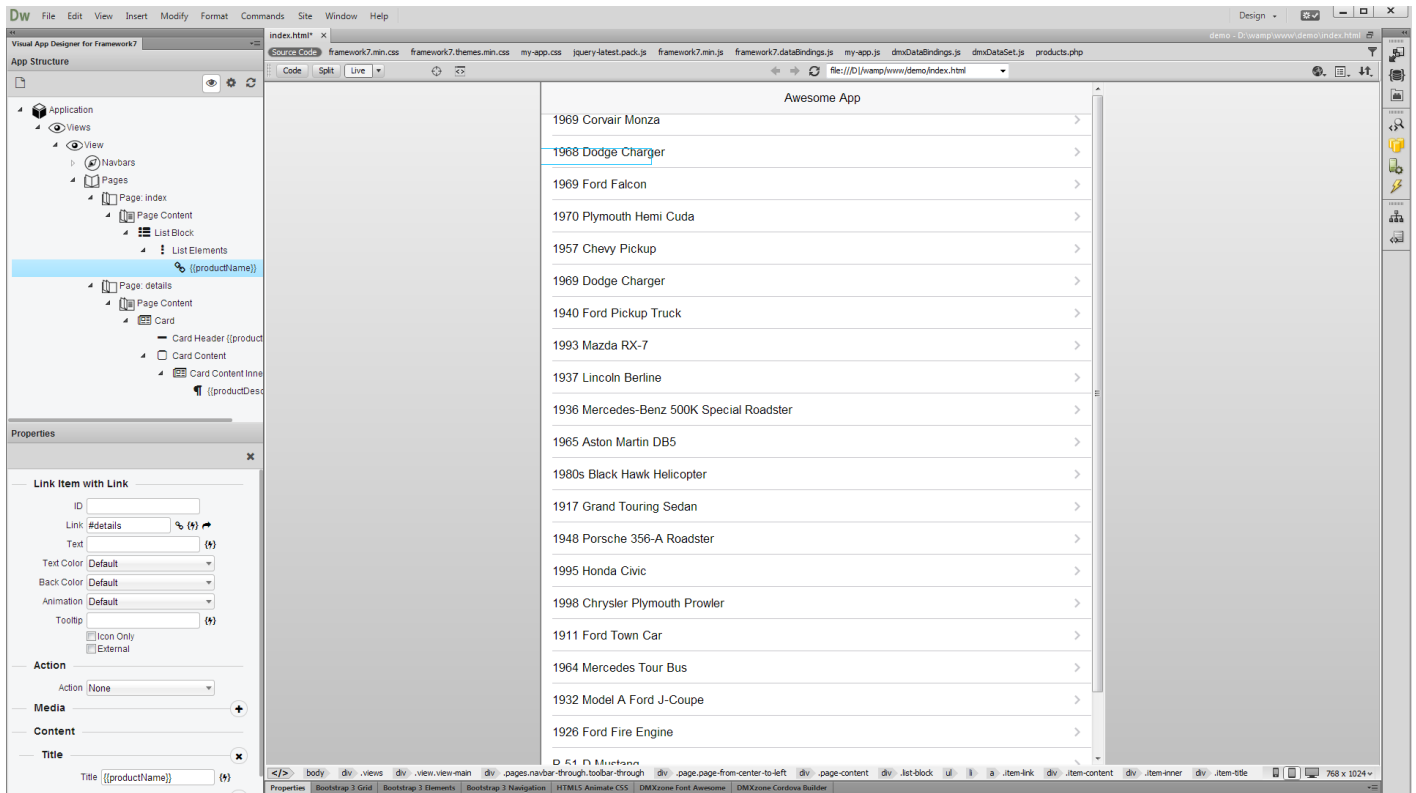 Dw File Edit View Insert Modify Format Commands Site Window Help Design
Visual App Designer for Framework7
index.html* ×
demo - D:\wamp\www\demo\index.html
App Structure
Source Code framework7.min.css framework7.themes.min.css my-app.css jquery-latest.pack.js framework7.min.js framework7.dataBindings.js my-app.js dmxDataBindings.js dmxDataSet.js products.php
Code Split Live file:///D|/wamp/www/demo/index.html
Application
Views
View
Navbars
Pages
Page: index
Page Content
List Block
List Elements
{{productName}}
Page: details
Page Content
Card
Card Header {{product
Card Content
Card Content Inne
{{productDesc
Properties
Link Item with Link
ID
Link #details
Text
Text Color Default
Back Color Default
Animation Default
Tooltip
Icon Only
External
Action
Action None
Media
Content
Title
Title {{productName}}
Awesome App
1969 Corvair Monza
1968 Dodge Charger
1969 Ford Falcon
1970 Plymouth Hemi Cuda
1957 Chevy Pickup
1969 Dodge Charger
1940 Ford Pickup Truck
1993 Mazda RX-7
1937 Lincoln Berline
1936 Mercedes-Benz 500K Special Roadster
1965 Aston Martin DB5
1980s Black Hawk Helicopter
1917 Grand Touring Sedan
1948 Porsche 356-A Roadster
1995 Honda Civic
1998 Chrysler Plymouth Prowler
1911 Ford Town Car
1964 Mercedes Tour Bus
1932 Model A Ford J-Coupe
1926 Ford Fire Engine
P-51-D Mustang
</> body div .views div .view.view-main div .pages.navbar-through.toolbar-through div .page.page-from-center-to-left div .page-content div .list-block ul li a .item-link div .item-content div .item-inner div .item-title 768 x 1024
Properties Bootstrap 3 Grid Bootstrap 3 Elements Bootstrap 3 Navigation HTML5 Animate CSS DMXzone Font Awesome DMXzone Cordova Builder